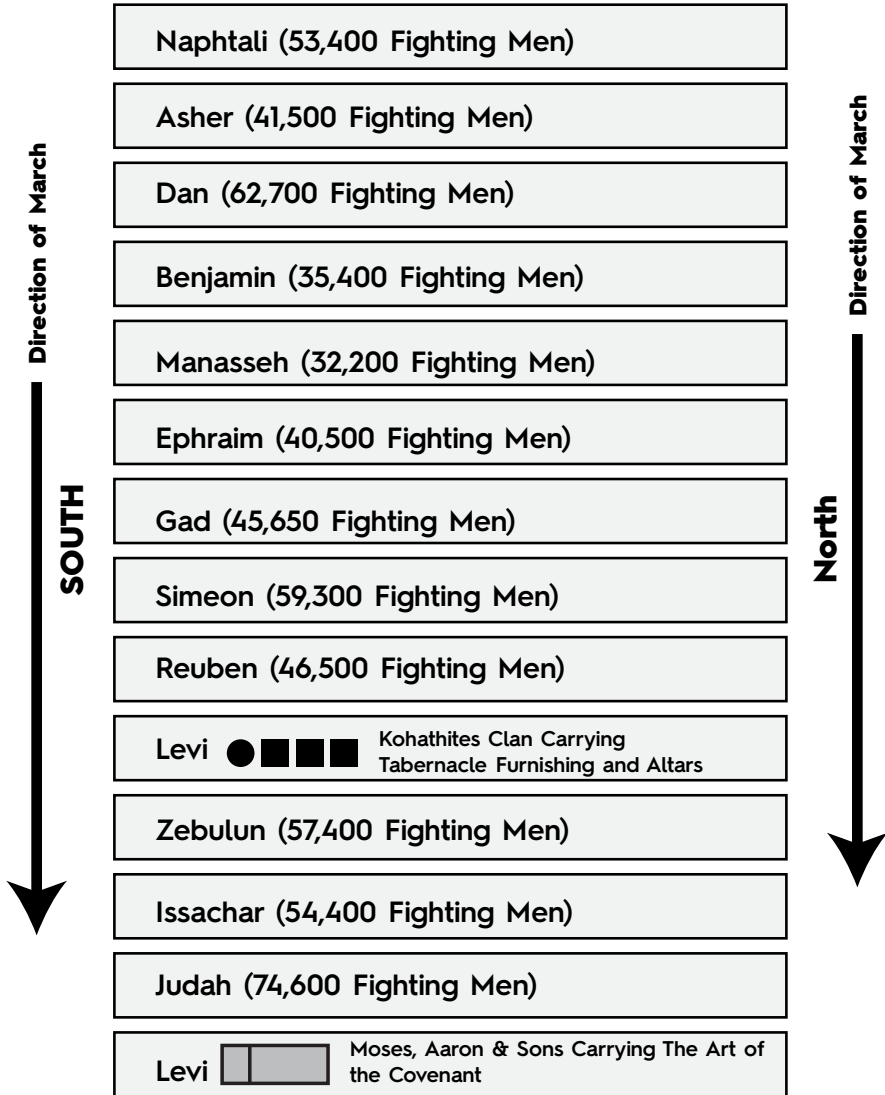 Naphtali (53,400 Fighting Men)
Asher (41,500 Fighting Men)
Dan (62,700 Fighting Men)
Benjamin (35,400 Fighting Men)
Manasseh (32,200 Fighting Men)
Ephraim (40,500 Fighting Men)
Gad (45,650 Fighting Men)
Simeon (59,300 Fighting Men)
Reuben (46,500 Fighting Men)
Levi
Kohathites Clan Carrying
Tabernacle Furnishing and Altars
Zebulun (57,400 Fighting Men)
Issachar (54,400 Fighting Men)
Judah (74,600 Fighting Men)
Levi
Moses, Aaron & Sons Carrying The Art of
the Covenant
Direction of March
SOUTH
Direction of March
North